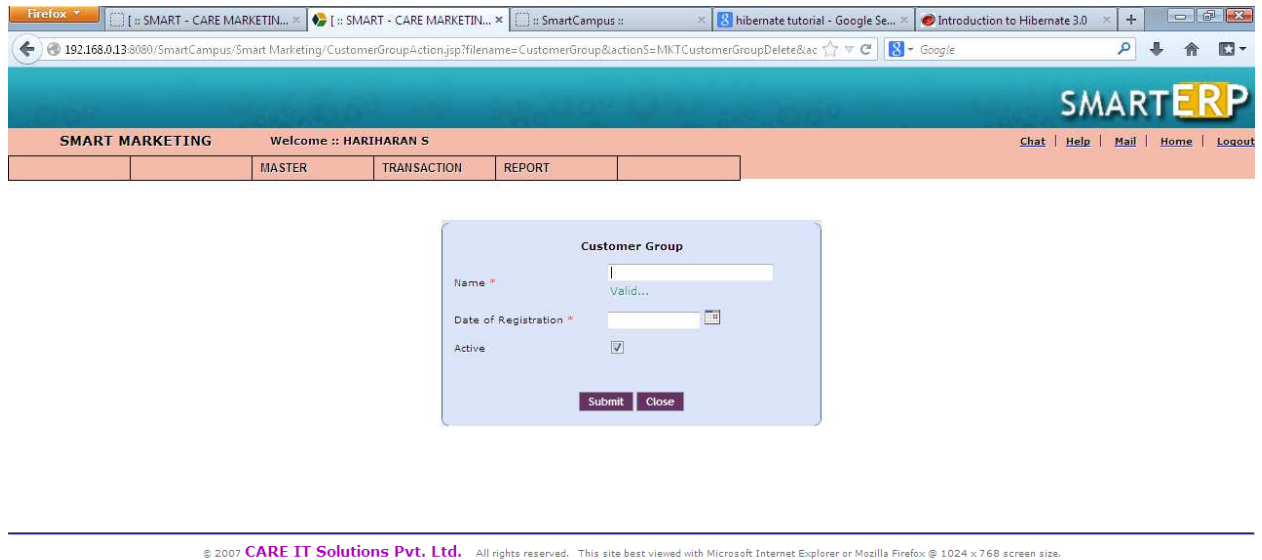 Firefox
[ :: SMART - CARE MARKETIN...
[ :: SMART - CARE MARKETIN...
:: SmartCampus ::
8 hibernate tutorial - Google Se...
Introduction to Hibernate 3.0
192.168.0.13:8080/SmartCampus/Smart Marketing/CustomerGroupAction.jsp?filename=CustomerGroup&actionS=MKTCustomerGroupDelete&ac
8 Google
SMARTERP
SMART MARKETING Welcome :: HARIHARAN S Chat | Help | Mail | Home | Logout
MASTER TRANSACTION REPORT
Customer Group
Name *
Valid...
Date of Registration *
Active
Submit Close
© 2007 CARE IT Solutions Pvt. Ltd. All rights reserved. This site best viewed with Microsoft Internet Explorer or Mozilla Firefox @ 1024 x 768 screen size.